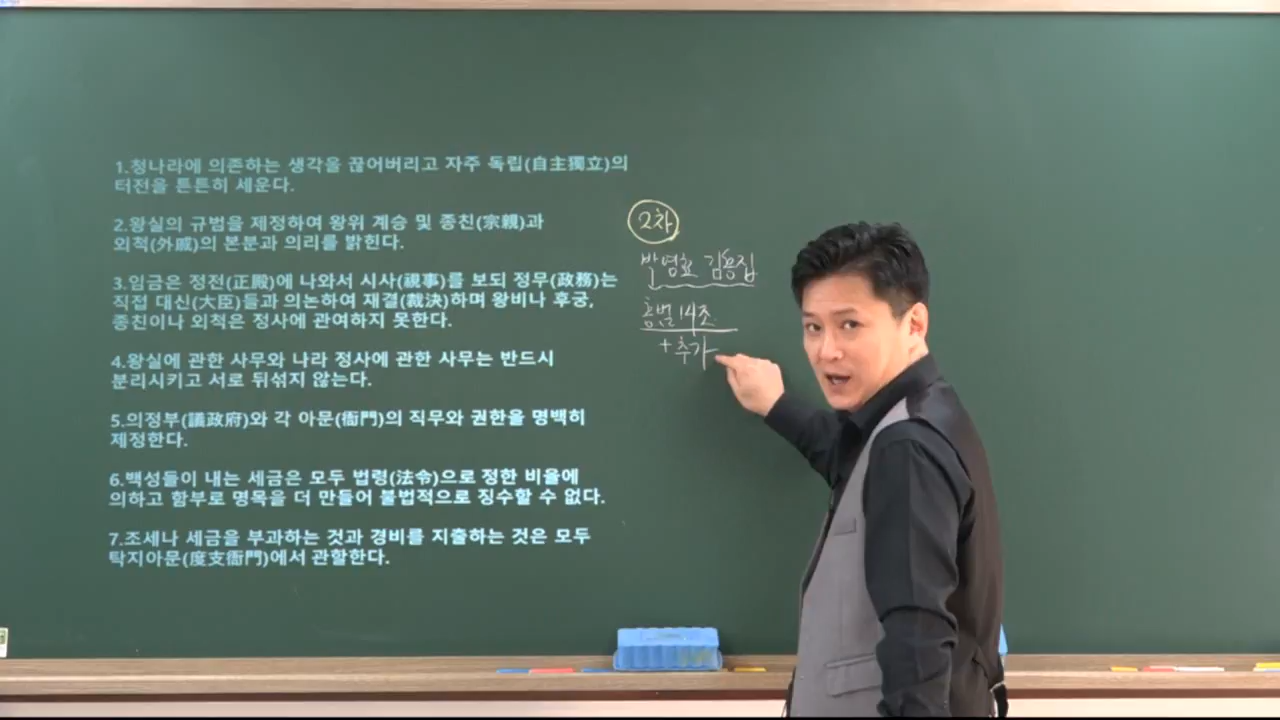 1.청나라에 의존하는 생각을 끊어버리고 자주 독립(自主獨立)의
터전을 튼튼히 세운다.
2.왕실의 규범을 제정하여 왕위 계승 및 종친(宗親)과
외척(外戚)의 본분과 의리를 밝힌다.
3.임금은 정전(正殿)에 나와서 시사(視事)를 보되 정무(政務)는
직접 대신(大臣)들과 의논하여 재결(裁決)하며 왕비나 후궁,
종친이나 외척은 정사에 관여하지 못한다.
4.왕실에 관한 사무와 나라 정사에 관한 사무는 반드시
분리시키고 서로 뒤섞지 않는다.
5.의정부(議政府)와 각 아문(衙門)의 직무와 권한을 명백히
제정한다.
6.백성들이 내는 세금은 모두 법령(法令)으로 정한 비율에
의하고 함부로 명목을 더 만들어 불법적으로 징수할 수 없다.
7.조세나 세금을 부과하는 것과 경비를 지출하는 것은 모두
탁지아문(度支衙門)에서 관할한다.
2차
박영효 김홍집
홍범 14조
+추가